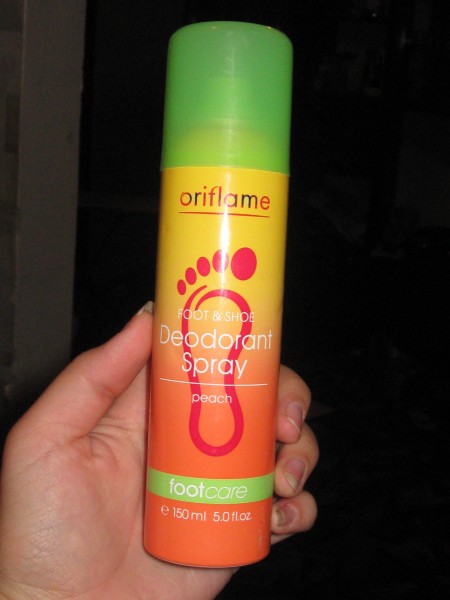 oriflame
FOOT & SHOE
Deodorant
Spray
peach
footcare
℮ 150 ml 5.0 fl.oz.